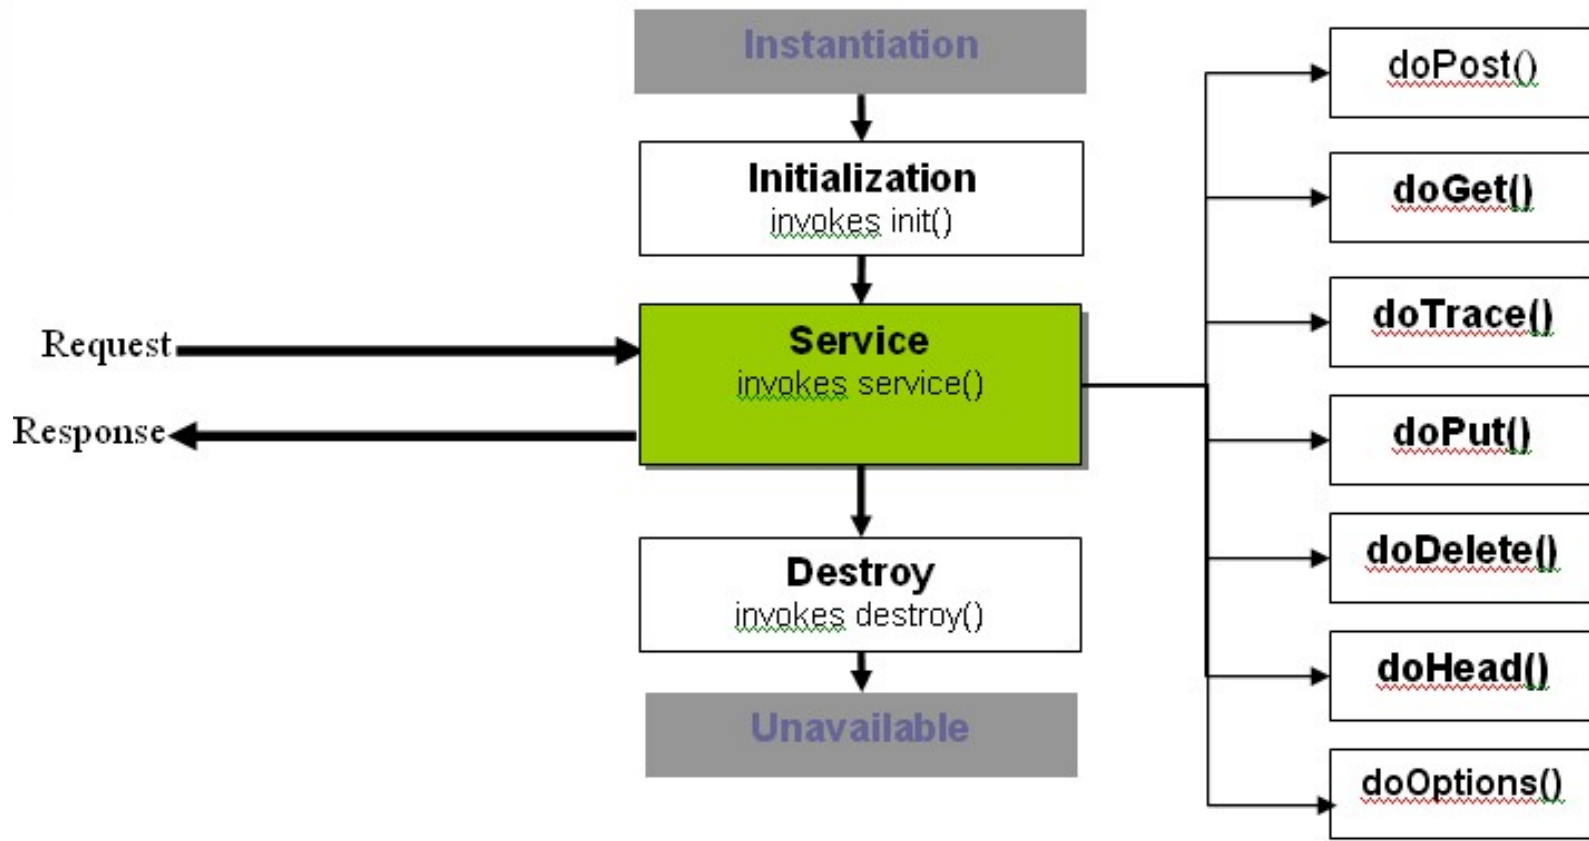 Instantiation
Initialization
invokes init()
Request
Response
Service
invokes service()
Destroy
invokes destroy()
Unavailable
doPost()
doGet()
doTrace()
doPut()
doDelete()
doHead()
doOptions()